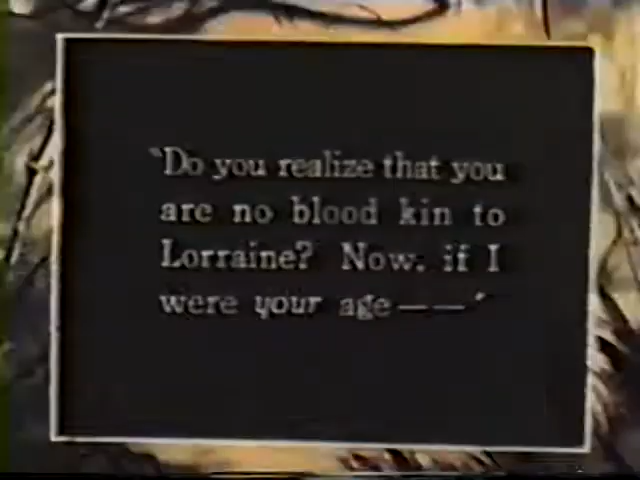 "Do you realize that you
are no blood kin to
Lorraine? Now, if I
were your age——"